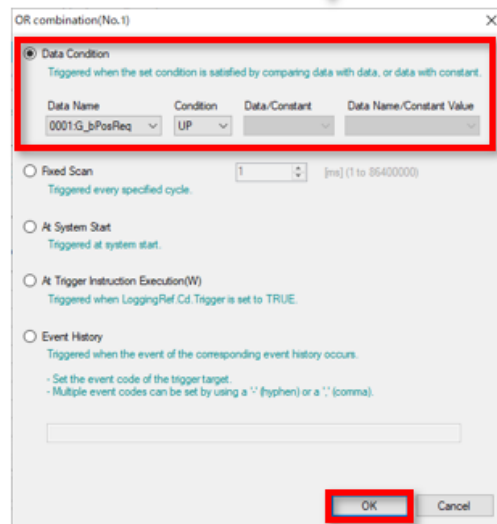 OR combination(No.1)
Data Condition
Triggered when the set condition is satisfied by comparing data with data, or data with constant.
Data Name Condition Data/Constant Data Name/Constant Value
0001:G_bPosReq UP
Fixed Scan 1 [ms] (1 to 86400000)
Triggered every specified cycle.
At System Start
Triggered at system start.
At Trigger Instruction Execution(W)
Triggered when LoggingRef.Cd.Trigger is set to TRUE.
Event History
Triggered when the event of the corresponding event history occurs.
- Set the event code of the trigger target.
- Multiple event codes can be set by using a '-' (hyphen) or a ',' (comma).
OK Cancel